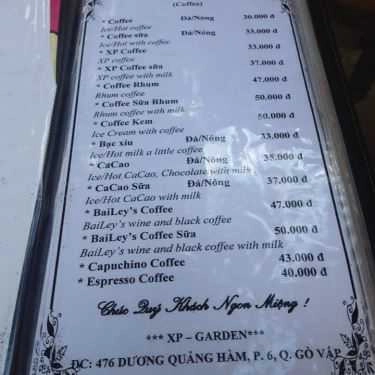 (Coffee)
* Coffee Đá/Nóng 30.000 đ
Ice/Hot coffee
* Coffee sữa Đá/Nóng 33.000 đ
Ice/Hot with coffee
* XP Coffee 33.000 đ
XP coffee
* XP Coffee sữa 37.000 đ
XP coffee with milk
* Coffee Rhum 47.000 đ
Rhum coffee
* Coffee Sữa Rhum 50.000 đ
Rhum coffee with milk
* Coffee Kem 50.000 đ
Ice Cream with coffee
* Bạc xỉu Đá/Nóng 33.000 đ
Ice/Hot milk a little coffee
* CaCao Đá/Nóng 35.000 đ
Ice/Hot CaCao, Chocolate with milk
* CaCao Sữa Đá/Nóng 37.000 đ
Ice/Hot CaCao with milk
* BaiLey's Coffee 47.000 đ
BaiLey's wine and black coffee
* BaiLey's Coffee Sữa 50.000 đ
BaiLey's wine and black coffee with milk
* Capuchino Coffee 43.000 đ
* Espresso Coffee 40.000 đ
Chúc Quý Khách Ngon Miệng !
*** XP – GARDEN***
ĐC: 476 DƯƠNG QUẢNG HÀM, P. 6, Q. GÒ VẤP